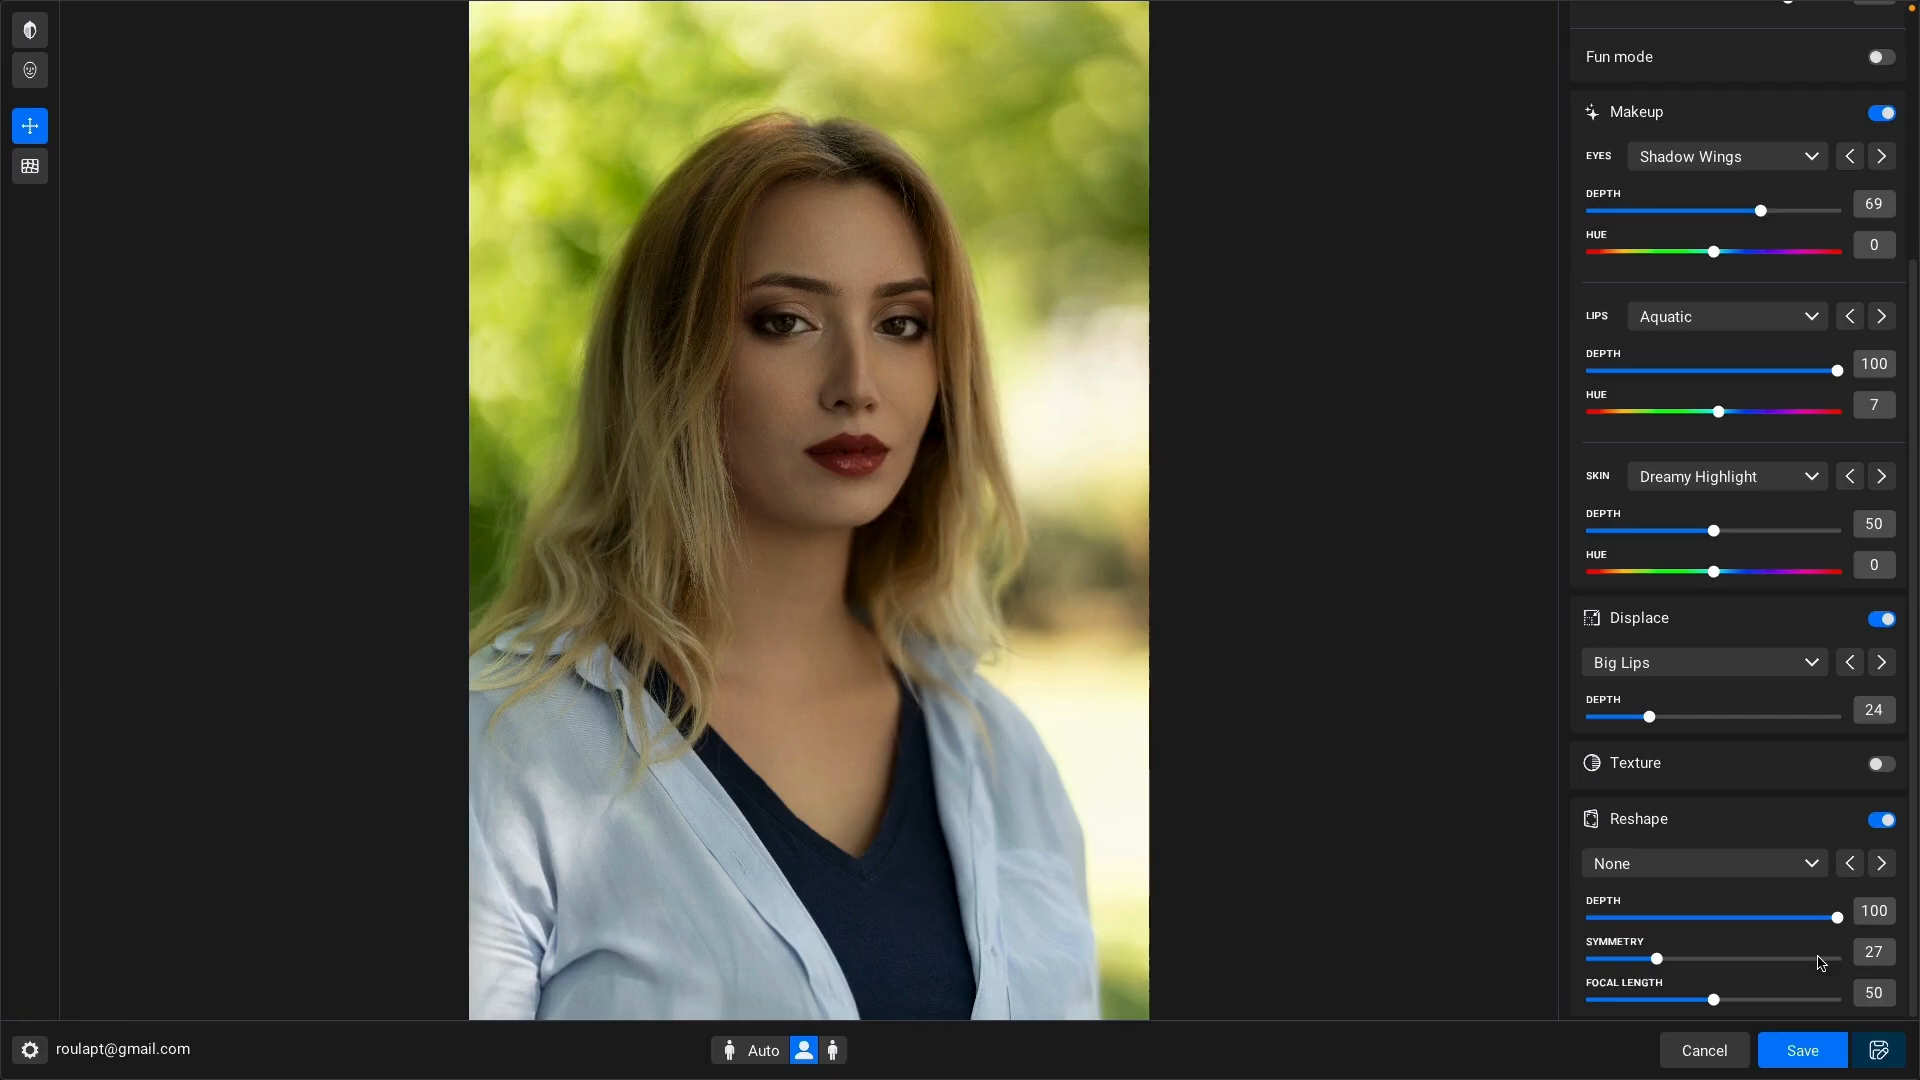 Fun mode
Makeup
EYES Shadow Wings
DEPTH
69
HUE
0
LIPS Aquatic
DEPTH
100
HUE
7
SKIN Dreamy Highlight
DEPTH
50
HUE
0
Displace
Big Lips
DEPTH
24
Texture
Reshape
None
DEPTH
100
SYMMETRY
27
FOCAL LENGTH
50
roulapt@gmail.com Auto Cancel Save